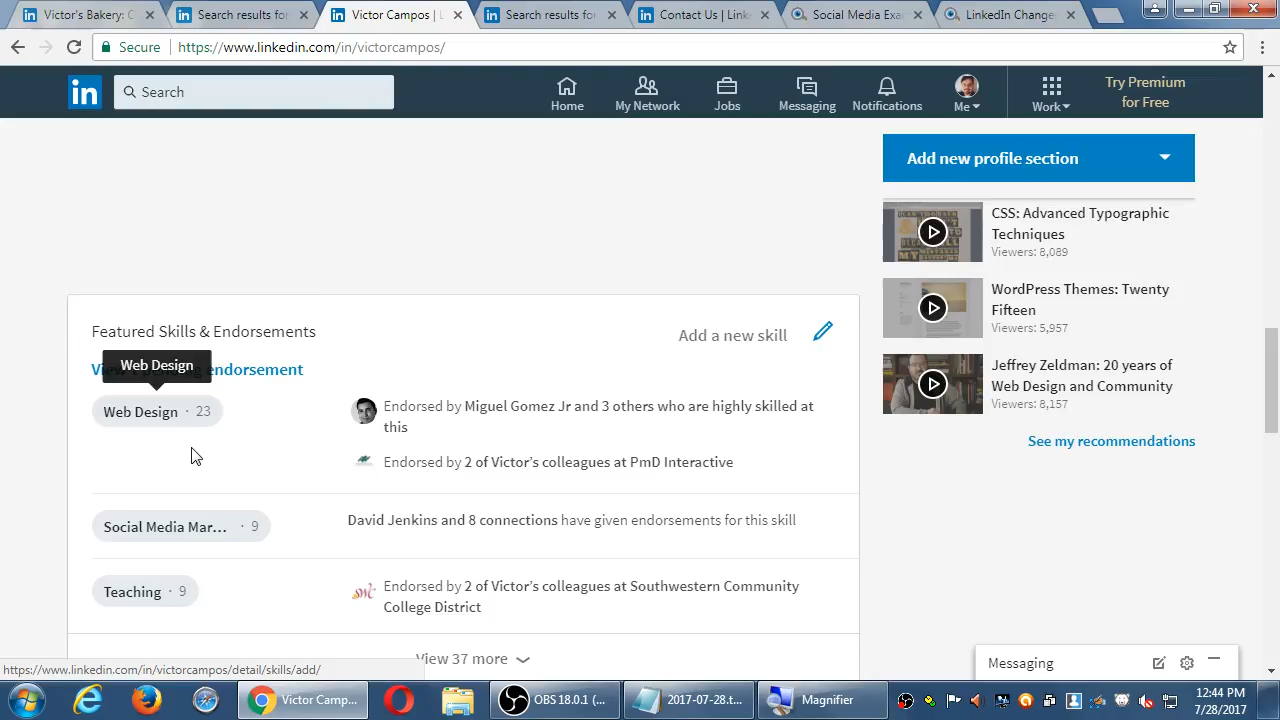 Victor's Bakery: C
Search results for
Victor Campos | L
Search results for
Contact Us | Link
Social Media Exa
LinkedIn Change
Secure
https://www.linkedin.com/in/victorcampos/
in
Search
Home
My Network
Jobs
Messaging
Notifications
Me
Work
Try Premium
for Free
Add new profile section
CSS: Advanced Typographic
Techniques
Viewers: 8,089
WordPress Themes: Twenty
Fifteen
Viewers: 5,957
Jeffrey Zeldman: 20 years of
Web Design and Community
Viewers: 8,157
See my recommendations
Featured Skills & Endorsements
Add a new skill
Web Design
endorsement
Web Design · 23
Endorsed by Miguel Gomez Jr and 3 others who are highly skilled at
this
Endorsed by 2 of Victor's colleagues at PmD Interactive
Social Media Mar... · 9
David Jenkins and 8 connections have given endorsements for this skill
Teaching · 9
Endorsed by 2 of Victor's colleagues at Southwestern Community
College District
View 37 more
Messaging
https://www.linkedin.com/in/victorcampos/detail/skills/add/
Victor Camp...
OBS 18.0.1 (...
2017-07-28.t...
Magnifier
12:44 PM
7/28/2017